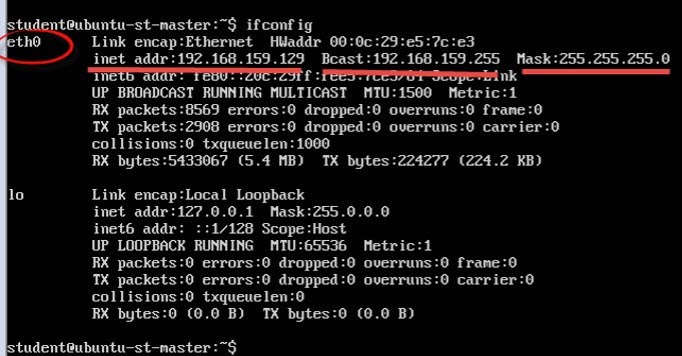 student@ubuntu-st-master:~$ ifconfig
eth0 Link encap:Ethernet HWaddr 00:0c:29:e5:7c:e3
inet addr:192.168.159.129 Bcast:192.168.159.255 Mask:255.255.255.0
inet6 addr: fe80::20c:29ff:fee5:7ce3/64 Scope:Link
UP BROADCAST RUNNING MULTICAST MTU:1500 Metric:1
RX packets:8569 errors:0 dropped:0 overruns:0 frame:0
TX packets:2908 errors:0 dropped:0 overruns:0 carrier:0
collisions:0 txqueuelen:1000
RX bytes:5433067 (5.4 MB) TX bytes:224277 (224.2 KB)
lo Link encap:Local Loopback
inet addr:127.0.0.1 Mask:255.0.0.0
inet6 addr: ::1/128 Scope:Host
UP LOOPBACK RUNNING MTU:65536 Metric:1
RX packets:0 errors:0 dropped:0 overruns:0 frame:0
TX packets:0 errors:0 dropped:0 overruns:0 carrier:0
collisions:0 txqueuelen:0
RX bytes:0 (0.0 B) TX bytes:0 (0.0 B)
student@ubuntu-st-master:~$